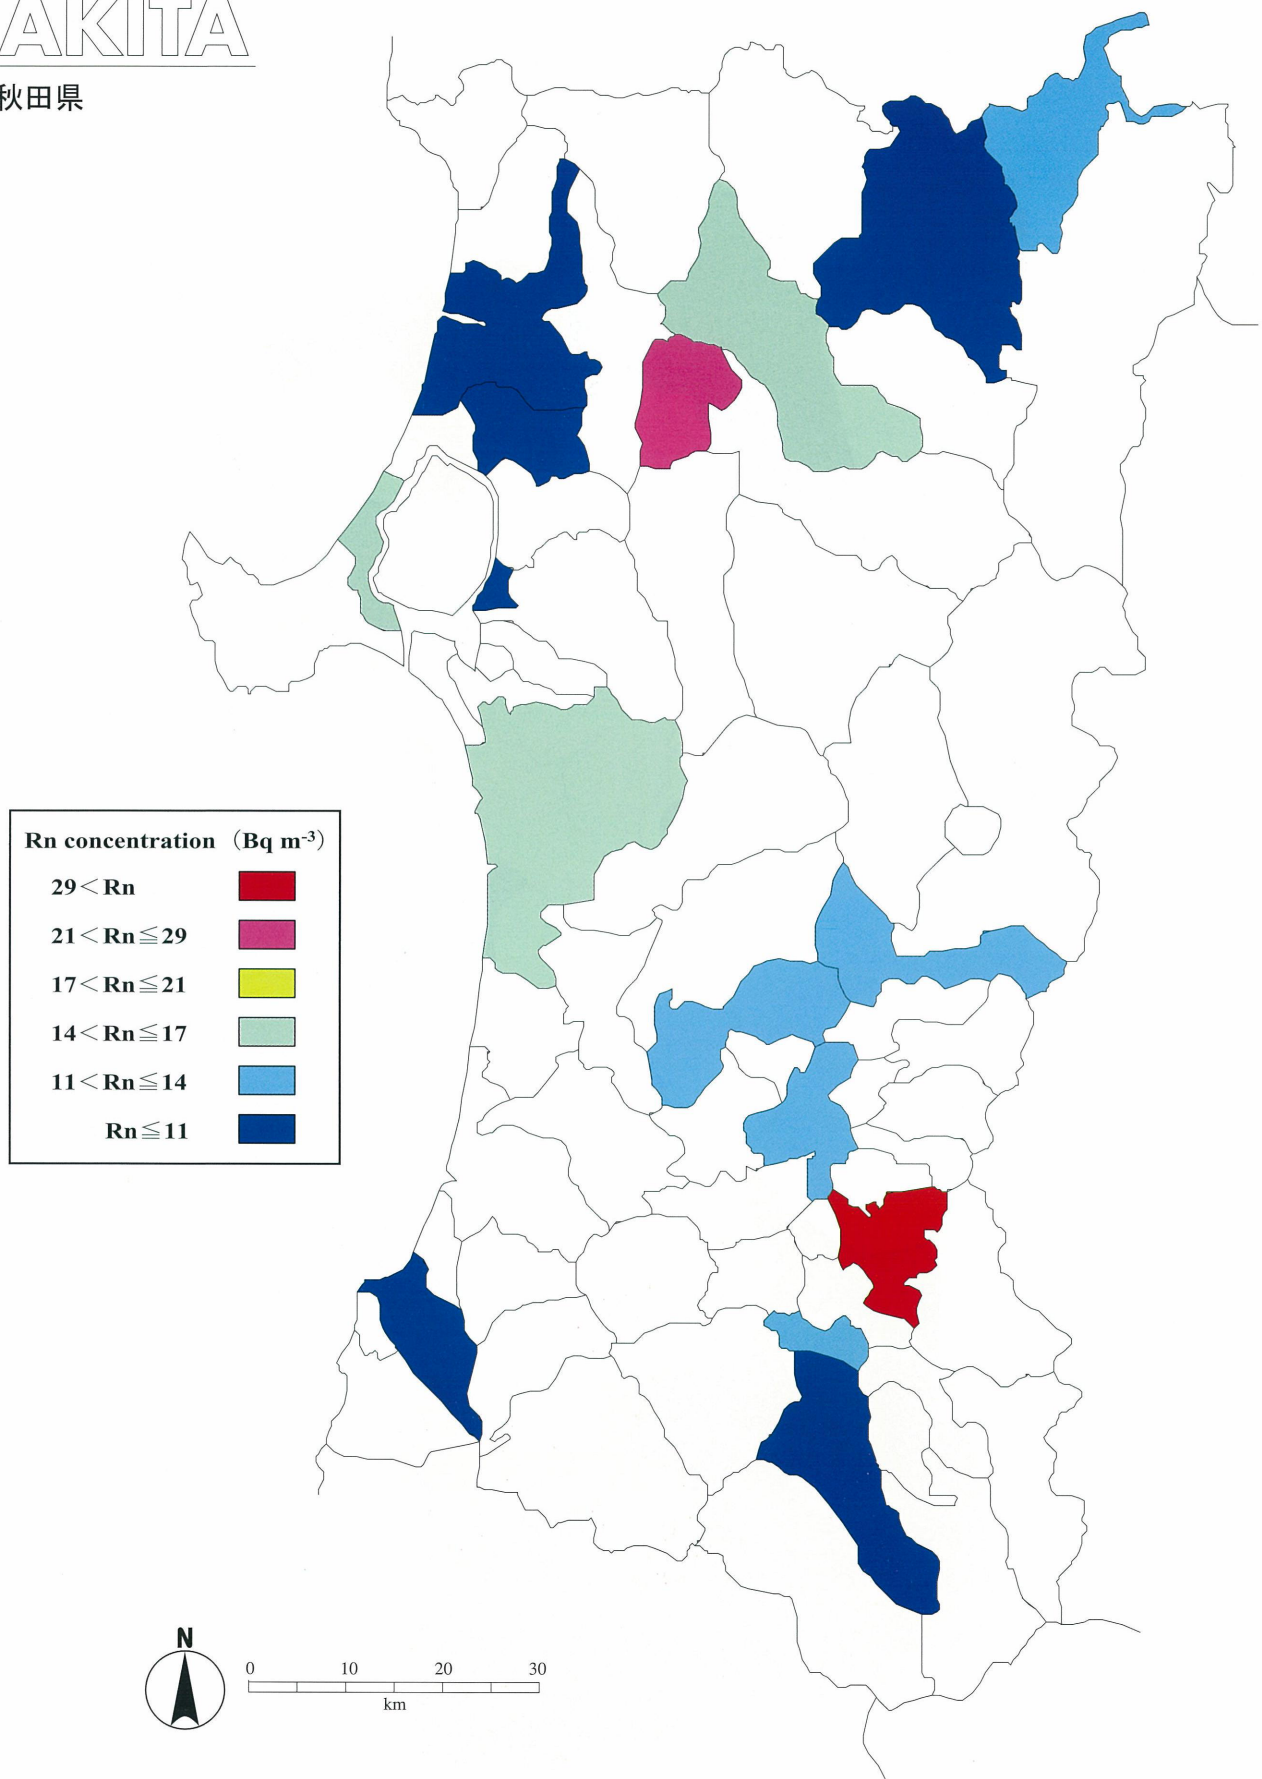 AKITA
秋田県
Rn concentration (Bq m⁻³)
29＜Rn
21＜Rn≦29
17＜Rn≦21
14＜Rn≦17
11＜Rn≦14
Rn≦11
N
0 10 20 30
km